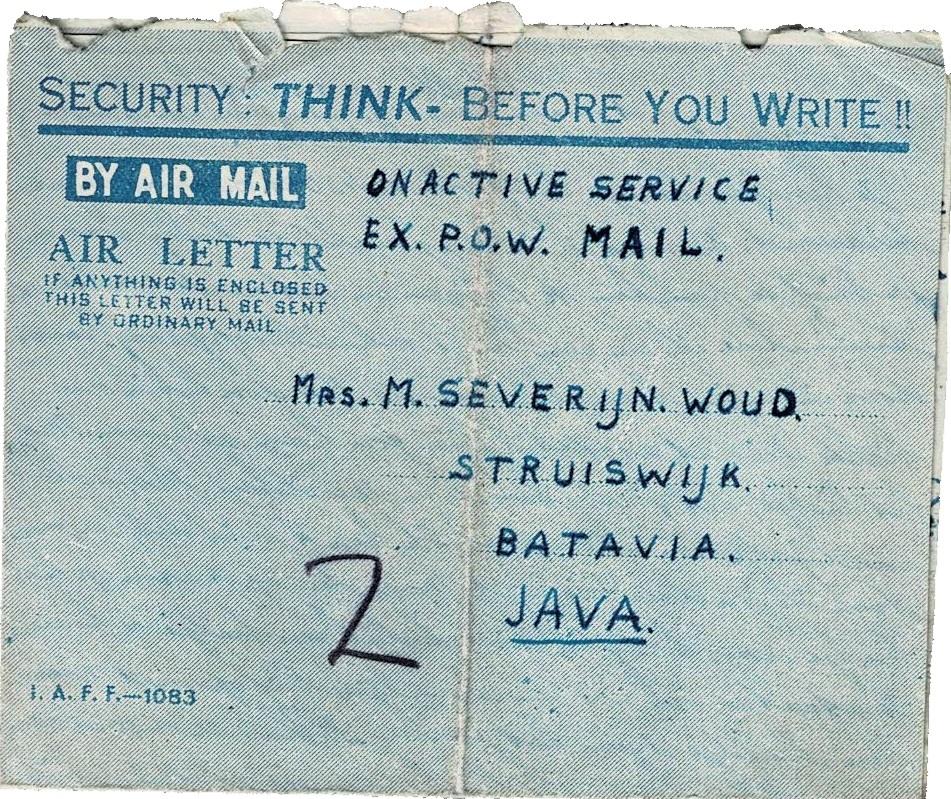 SECURITY: THINK- BEFORE YOU WRITE !!
BY AIR MAIL
AIR LETTER
IF ANYTHING IS ENCLOSED
THIS LETTER WILL BE SENT
BY ORDINARY MAIL
ON ACTIVE SERVICE
EX. P.O.W. MAIL.
MRS. M. SEVERIJN. WOUD.
STRUISWIJK.
BATAVIA.
JAVA.
2
I. A. F. F.—1083